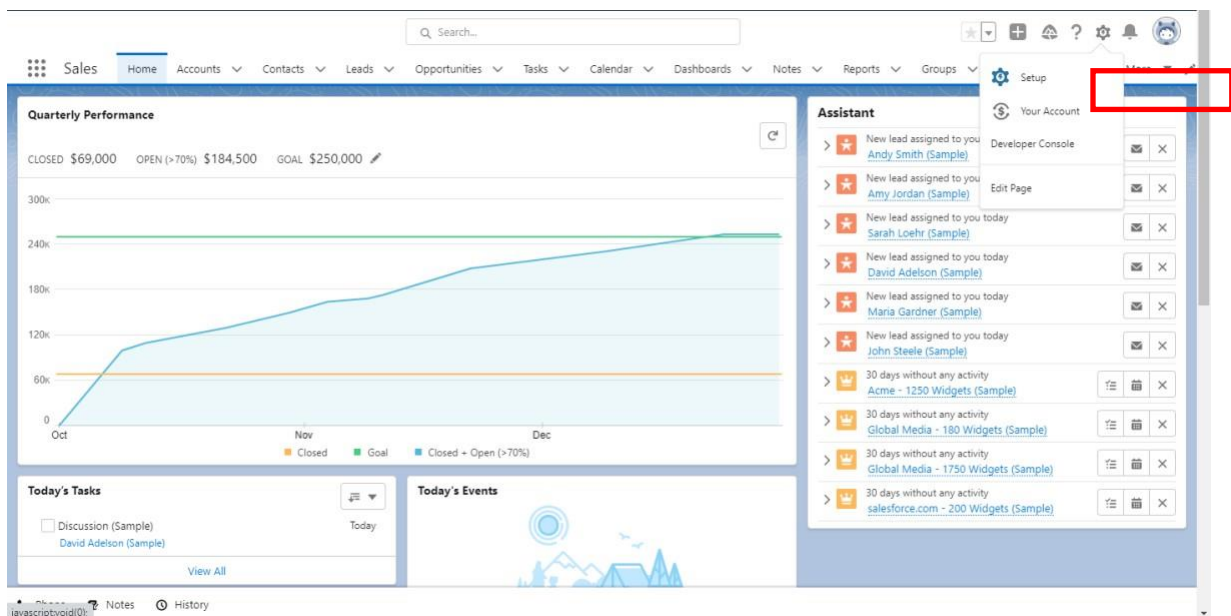 Search...
Sales Home Accounts Contacts Leads Opportunities Tasks Calendar Dashboards Notes Reports Groups
Setup
Your Account
Developer Console
Edit Page
Quarterly Performance
CLOSED $69,000 OPEN (>70%) $184,500 GOAL $250,000
300K
240K
180K
120K
60K
0
Oct Nov Dec
Closed Goal Closed + Open (>70%)
Assistant
New lead assigned to you
Andy Smith (Sample)
New lead assigned to you
Amy Jordan (Sample)
New lead assigned to you today
Sarah Loehr (Sample)
New lead assigned to you today
David Adelson (Sample)
New lead assigned to you today
Maria Gardner (Sample)
New lead assigned to you today
John Steele (Sample)
30 days without any activity
Acme - 1250 Widgets (Sample)
30 days without any activity
Global Media - 180 Widgets (Sample)
30 days without any activity
Global Media - 1750 Widgets (Sample)
30 days without any activity
salesforce.com - 200 Widgets (Sample)
Today's Tasks
Discussion (Sample) Today
David Adelson (Sample)
View All
Today's Events
Notes History
javascript:void(0);